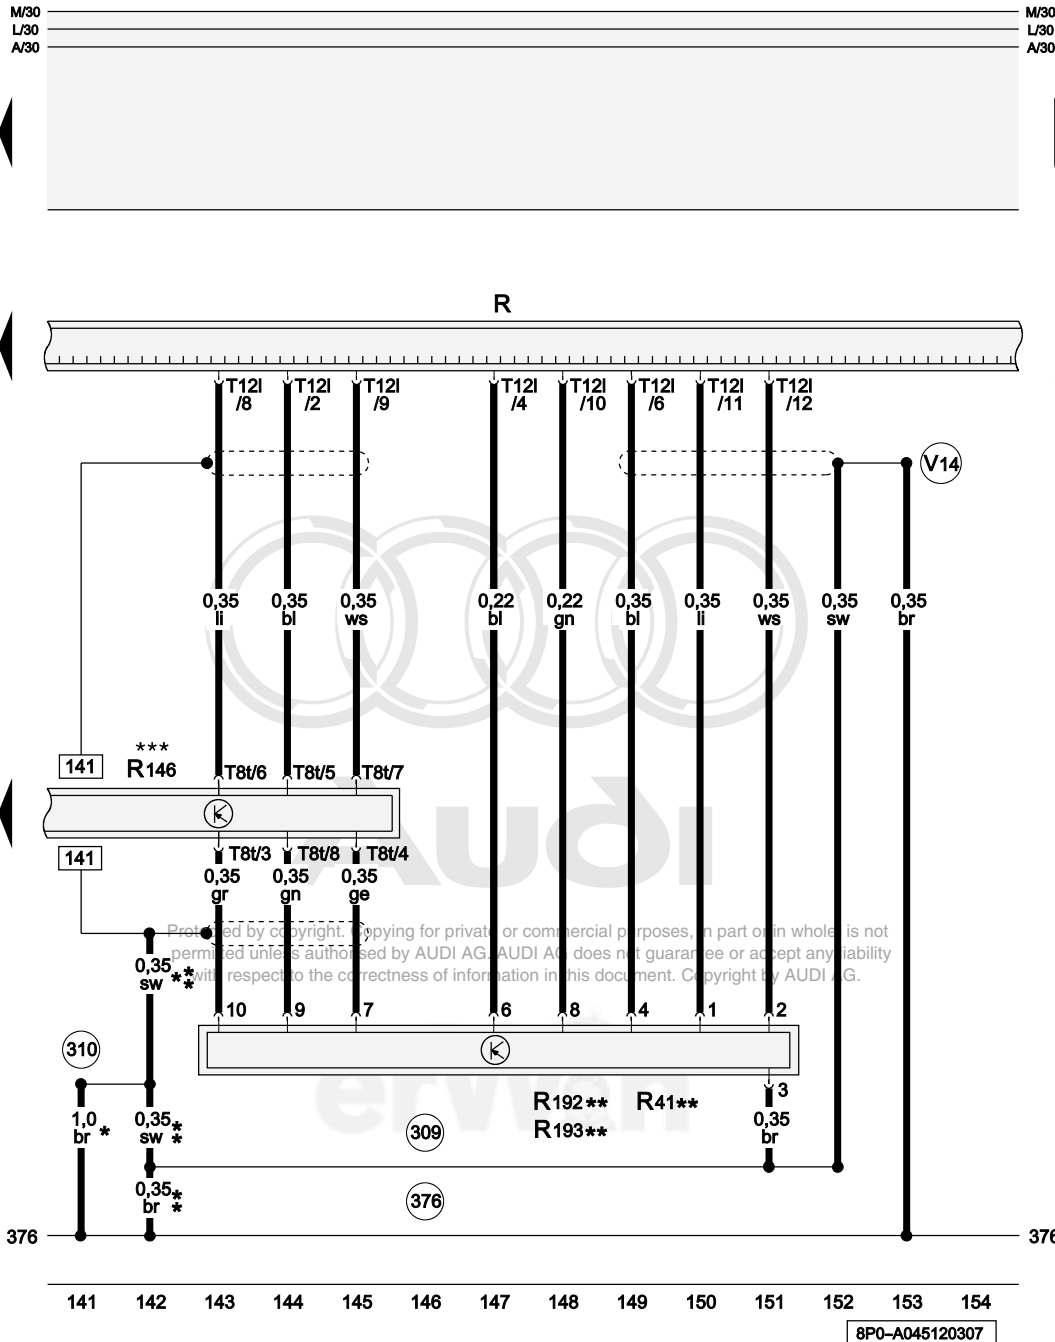 M/30 M/30
L/30 L/30
A/30 A/30
R
T12l T12l T12l T12l T12l T12l T12l T12l
/8 /2 /9 /4 /10 /6 /11 /12
V14
0,35 0,35 0,35 0,22 0,22 0,35 0,35 0,35 0,35 0,35
li bl ws bl gn bl li ws sw br
***
141 R146 T8t/6 T8t/5 T8t/7
Audi
141 T8t/3 T8t/8 T8t/4
0,35 0,35 0,35
gr gn ge
Protected by copyright. Copying for private or commercial purposes, in part or in whole, is not
permitted unless authorised by AUDI AG. AUDI AG does not guarantee or accept any liability
with respect to the correctness of information in this document. Copyright by AUDI AG.
0,35
sw **
10 9 7 6 8 4 1 2
310
erWin
3
R192** R41**
R193**
1,0 0,35 0,35
br * sw ** br
309
0,35
br **
376
376 376
141 142 143 144 145 146 147 148 149 150 151 152 153 154
8P0-A045120307